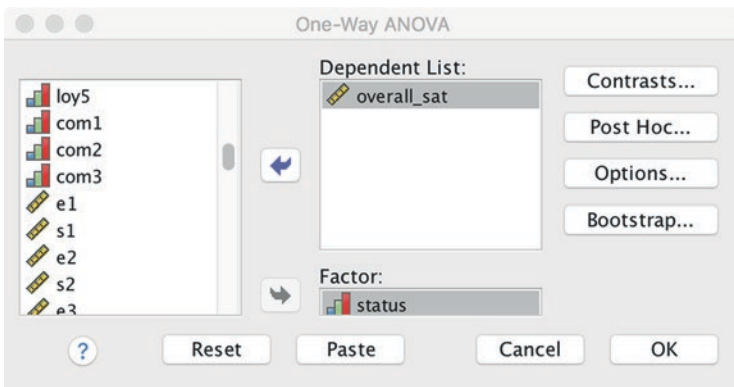 One-Way ANOVA
loy5
com1
com2
com3
e1
s1
e2
s2
e3
Dependent List:
overall_sat
Factor:
status
Contrasts...
Post Hoc...
Options...
Bootstrap...
?
Reset
Paste
Cancel
OK